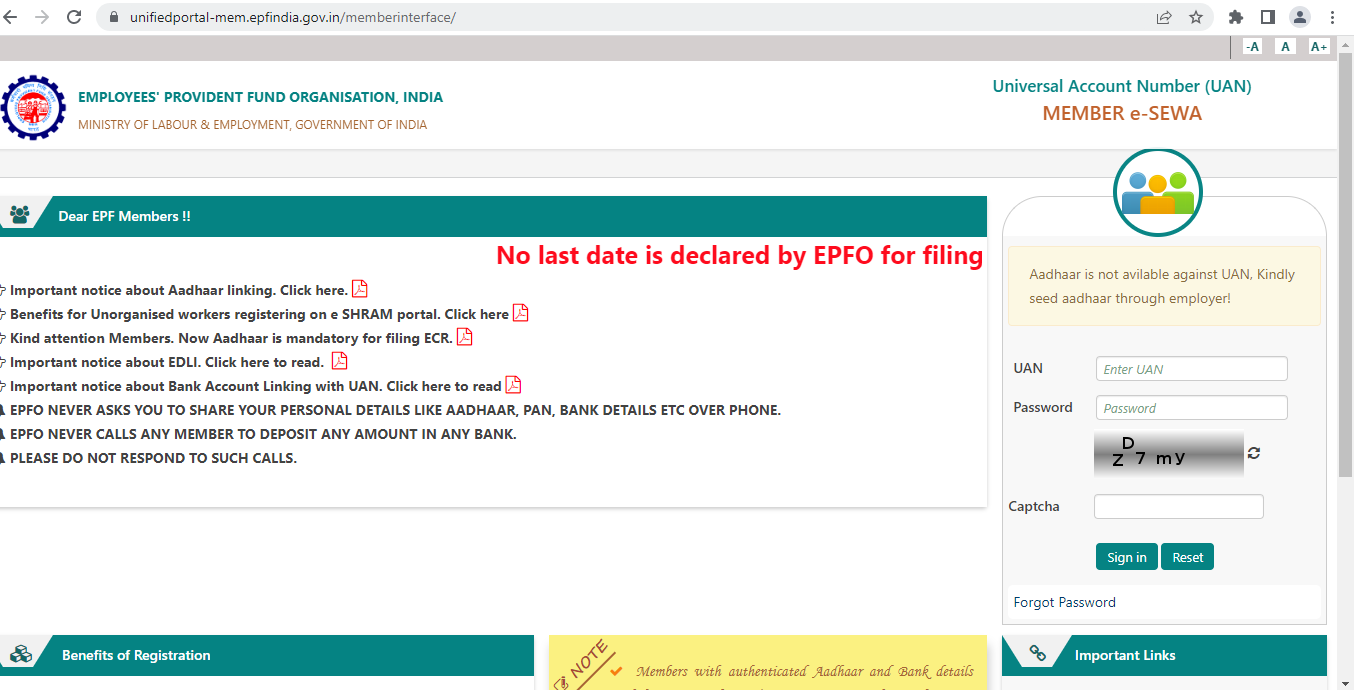 unifiedportal-mem.epfindia.gov.in/memberinterface/
-A A A+
EMPLOYEES' PROVIDENT FUND ORGANISATION, INDIA
MINISTRY OF LABOUR & EMPLOYMENT, GOVERNMENT OF INDIA
Universal Account Number (UAN)
MEMBER e-SEWA
Dear EPF Members !!
No last date is declared by EPFO for filing
Important notice about Aadhaar linking. Click here.
Benefits for Unorganised workers registering on e SHRAM portal. Click here
Kind attention Members. Now Aadhaar is mandatory for filing ECR.
Important notice about EDLI. Click here to read.
Important notice about Bank Account Linking with UAN. Click here to read
EPFO NEVER ASKS YOU TO SHARE YOUR PERSONAL DETAILS LIKE AADHAAR, PAN, BANK DETAILS ETC OVER PHONE.
EPFO NEVER CALLS ANY MEMBER TO DEPOSIT ANY AMOUNT IN ANY BANK.
PLEASE DO NOT RESPOND TO SUCH CALLS.
Aadhaar is not avilable against UAN, Kindly
seed aadhaar through employer!
UAN Enter UAN
Password Password
Z D 7 m y
Captcha
Sign in Reset
Forgot Password
Benefits of Registration
NOTE
Members with authenticated Aadhaar and Bank details
Important Links